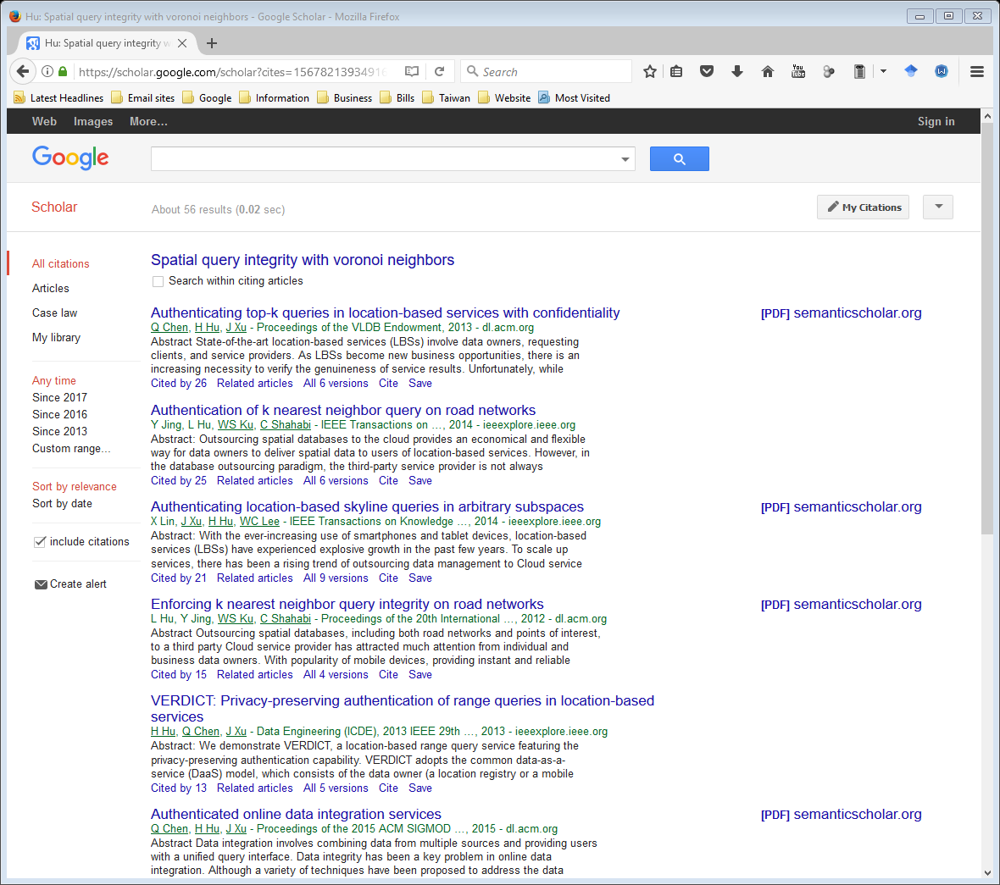 Hu: Spatial query integrity with voronoi neighbors - Google Scholar - Mozilla Firefox
Hu: Spatial query integrity w
https://scholar.google.com/scholar?cites=1567821393491
Search
Latest Headlines Email sites Google Information Business Bills Taiwan Website Most Visited
Web Images More... Sign in
Google
Scholar About 56 results (0.02 sec) My Citations
All citations
Articles
Case law
My library
Any time
Since 2017
Since 2016
Since 2013
Custom range...
Sort by relevance
Sort by date
include citations
Create alert
Spatial query integrity with voronoi neighbors
Search within citing articles
Authenticating top-k queries in location-based services with confidentiality [PDF] semanticscholar.org
Q Chen, H Hu, J Xu - Proceedings of the VLDB Endowment, 2013 - dl.acm.org
Abstract State-of-the-art location-based services (LBSs) involve data owners, requesting
clients, and service providers. As LBSs become new business opportunities, there is an
increasing necessity to verify the genuineness of service results. Unfortunately, while
Cited by 26 Related articles All 6 versions Cite Save
Authentication of k nearest neighbor query on road networks
Y Jing, L Hu, WS Ku, C Shahabi - IEEE Transactions on ..., 2014 - ieeexplore.ieee.org
Abstract: Outsourcing spatial databases to the cloud provides an economical and flexible
way for data owners to deliver spatial data to users of location-based services. However, in
the database outsourcing paradigm, the third-party service provider is not always
Cited by 25 Related articles All 6 versions Cite Save
Authenticating location-based skyline queries in arbitrary subspaces [PDF] semanticscholar.org
X Lin, J Xu, H Hu, WC Lee - IEEE Transactions on Knowledge ..., 2014 - ieeexplore.ieee.org
Abstract: With the ever-increasing use of smartphones and tablet devices, location-based
services (LBSs) have experienced explosive growth in the past few years. To scale up
services, there has been a rising trend of outsourcing data management to Cloud service
Cited by 21 Related articles All 9 versions Cite Save
Enforcing k nearest neighbor query integrity on road networks [PDF] semanticscholar.org
L Hu, Y Jing, WS Ku, C Shahabi - Proceedings of the 20th International ..., 2012 - dl.acm.org
Abstract Outsourcing spatial databases, including both road networks and points of interest,
to a third party Cloud service provider has attracted much attention from individual and
business data owners. With popularity of mobile devices, providing instant and reliable
Cited by 15 Related articles All 4 versions Cite Save
VERDICT: Privacy-preserving authentication of range queries in location-based
services
H Hu, Q Chen, J Xu - Data Engineering (ICDE), 2013 IEEE 29th ..., 2013 - ieeexplore.ieee.org
Abstract: We demonstrate VERDICT, a location-based range query service featuring the
privacy-preserving authentication capability. VERDICT adopts the common data-as-a-
service (DaaS) model, which consists of the data owner (a location registry or a mobile
Cited by 13 Related articles All 5 versions Cite Save
Authenticated online data integration services [PDF] semanticscholar.org
Q Chen, H Hu, J Xu - Proceedings of the 2015 ACM SIGMOD ..., 2015 - dl.acm.org
Abstract Data integration involves combining data from multiple sources and providing users
with a unified query interface. Data integrity has been a key problem in online data
integration. Although a variety of techniques have been proposed to address the data